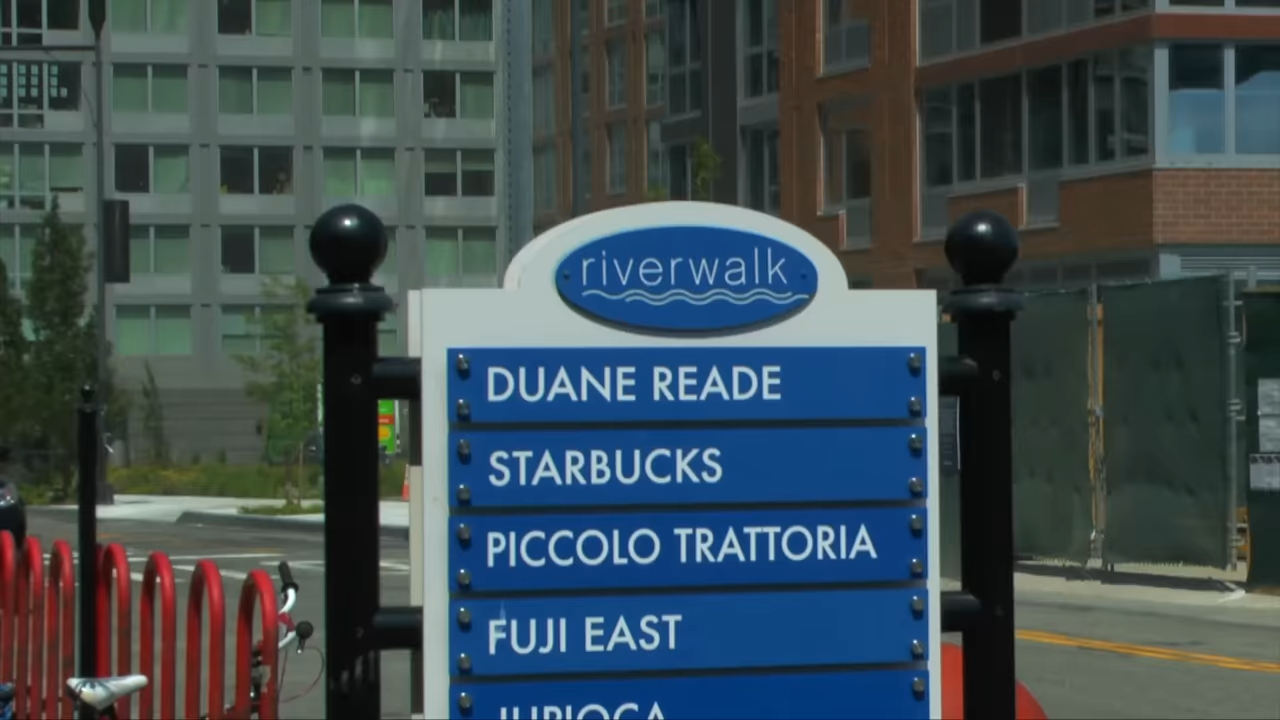 riverwalk
DUANE READE
STARBUCKS
PICCOLO TRATTORIA
FUJI EAST